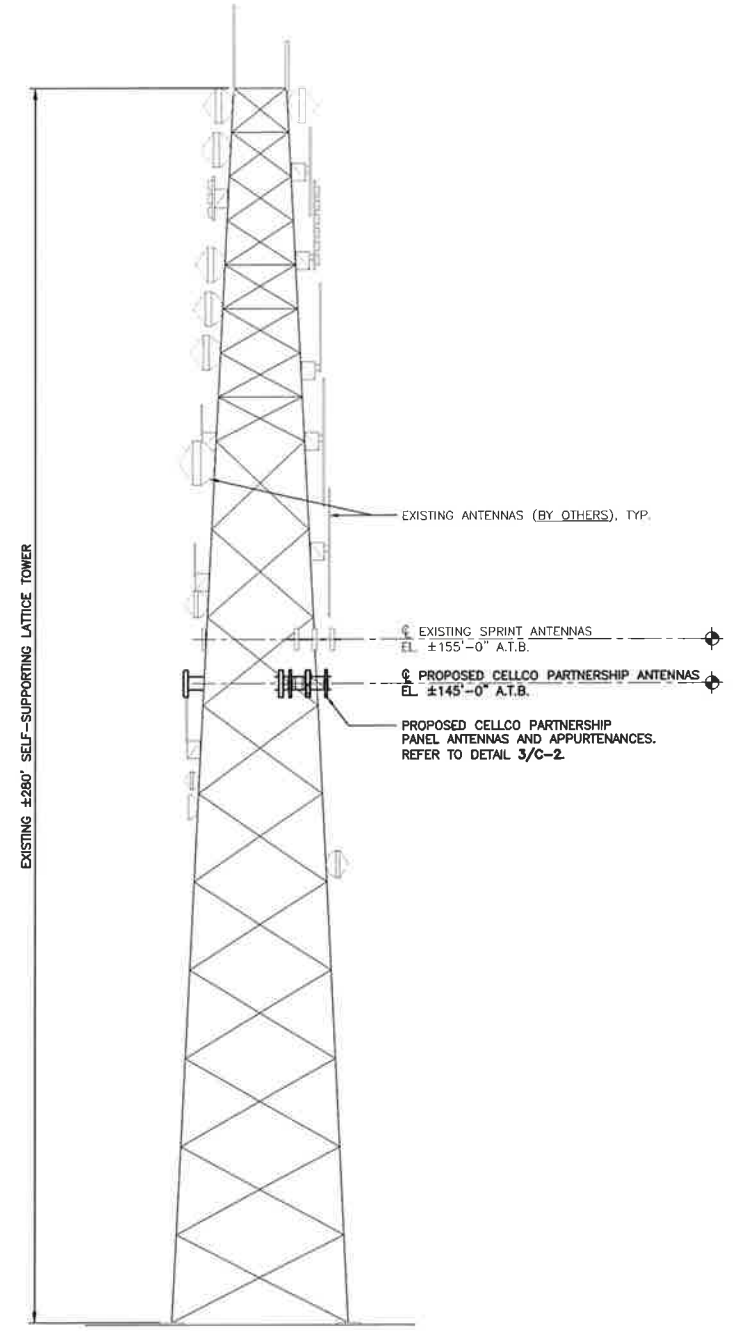 EXISTING ±280' SELF-SUPPORTING LATTICE TOWER
EXISTING ANTENNAS (BY OTHERS), TYP.
℄ EXISTING SPRINT ANTENNAS
EL. ±155'-0" A.T.B.
℄ PROPOSED CELLCO PARTNERSHIP ANTENNAS
EL. ±145'-0" A.T.B.
PROPOSED CELLCO PARTNERSHIP
PANEL ANTENNAS AND APPURTENANCES.
REFER TO DETAIL 3/C-2